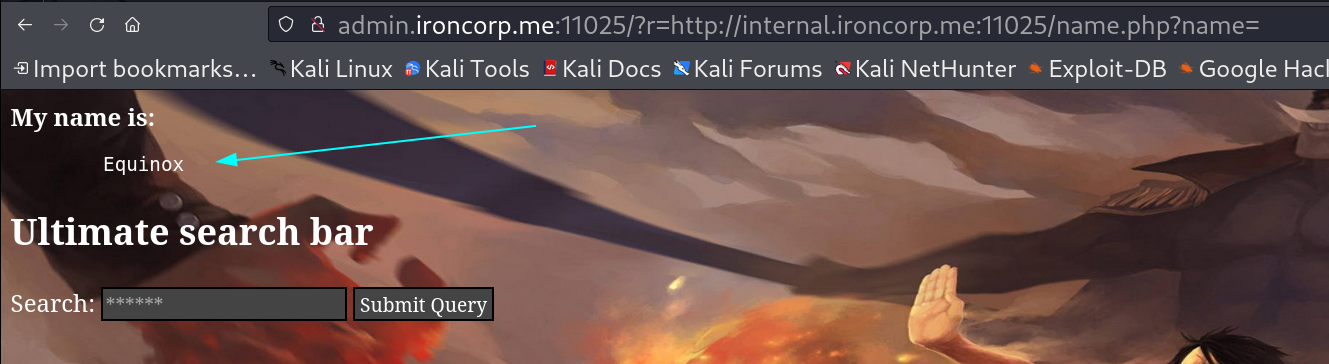 admin.ironcorp.me:11025/?r=http://internal.ironcorp.me:11025/name.php?name=
Import bookmarks... Kali Linux Kali Tools Kali Docs Kali Forums Kali NetHunter Exploit-DB Google Hac
My name is:
Equinox
Ultimate search bar
Search: ****** Submit Query